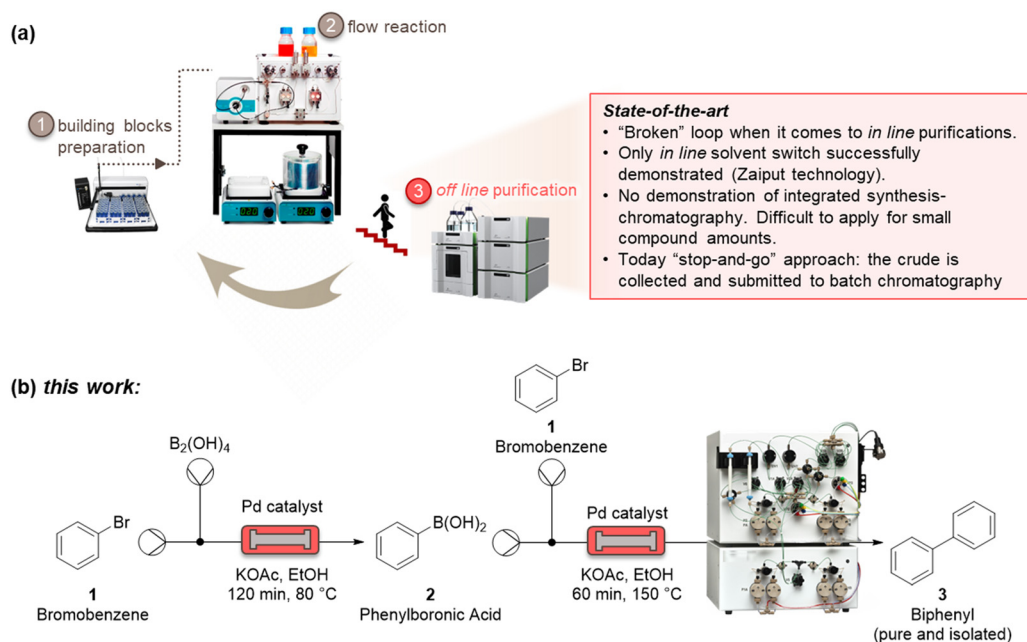 (a)
2 flow reaction
1 building blocks
preparation
3 off line purification
State-of-the-art
• “Broken” loop when it comes to in line purifications.
• Only in line solvent switch successfully
demonstrated (Zaiput technology).
• No demonstration of integrated synthesis-
chromatography. Difficult to apply for small
compound amounts.
• Today “stop-and-go” approach: the crude is
collected and submitted to batch chromatography
(b) this work:
Br
1
Bromobenzene
B₂(OH)₄
Br
1
Bromobenzene
Pd catalyst
KOAc, EtOH
120 min, 80 °C
B(OH)₂
2
Phenylboronic Acid
Pd catalyst
KOAc, EtOH
60 min, 150 °C
3
Biphenyl
(pure and isolated)